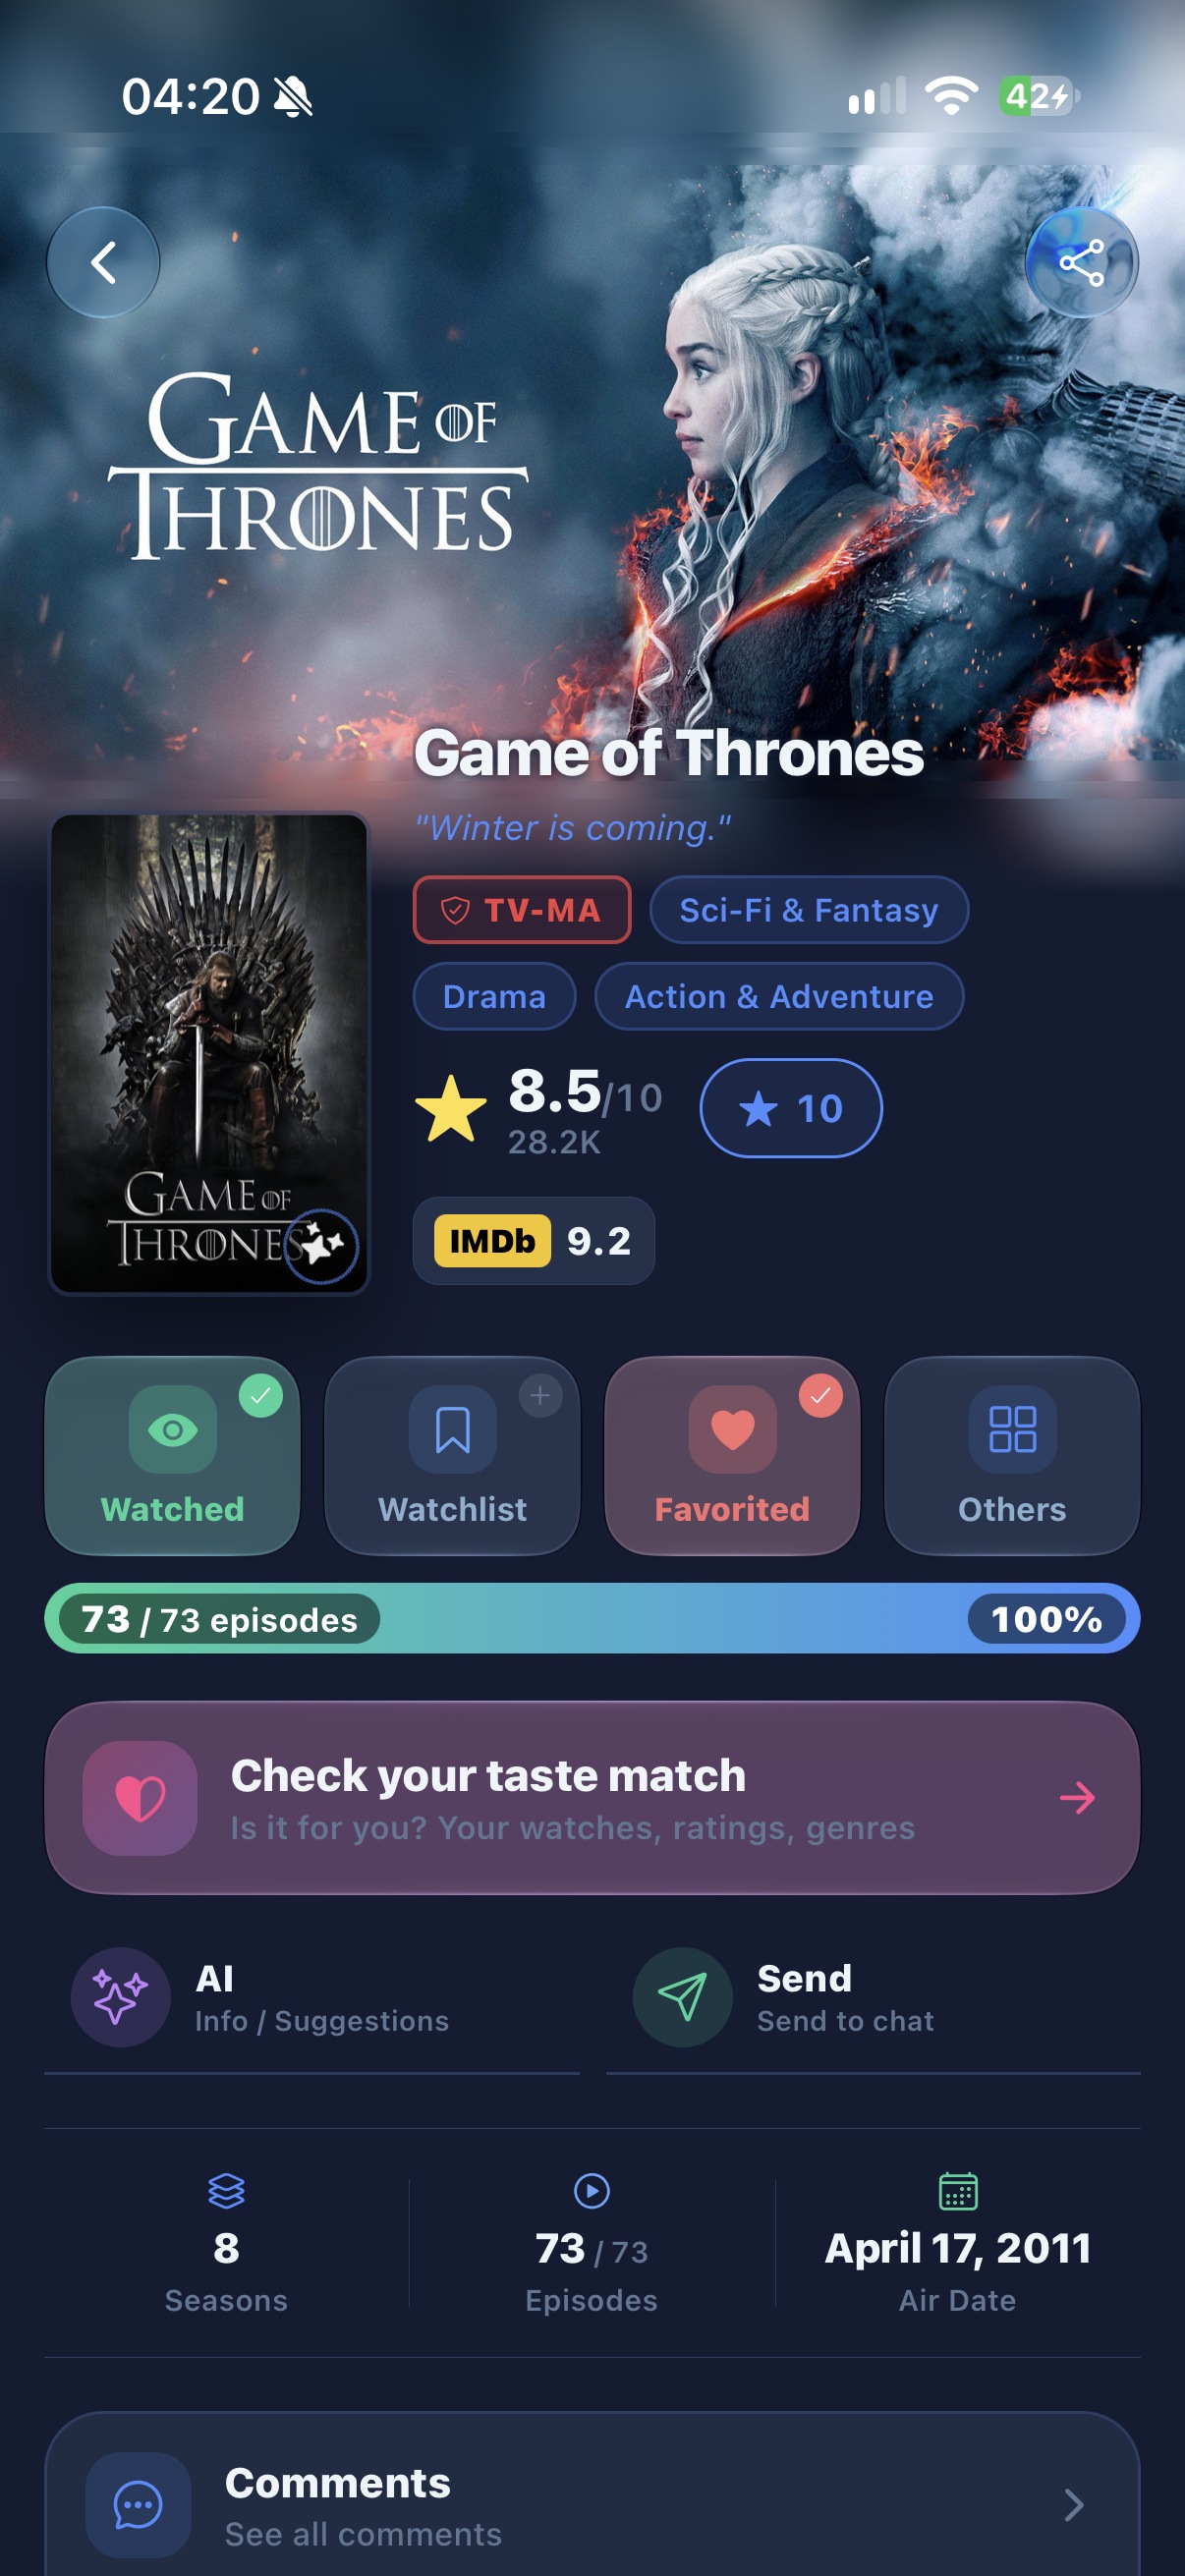 04:20
42
GAME OF
THRONES
Game of Thrones
"Winter is coming."
TV-MA
Sci-Fi & Fantasy
Drama
Action & Adventure
8.5/10
28.2K
10
IMDb 9.2
GAME OF
THRONES
Watched
Watchlist
Favorited
Others
73 / 73 episodes
100%
Check your taste match
Is it for you? Your watches, ratings, genres
AI
Info / Suggestions
Send
Send to chat
8
Seasons
73 / 73
Episodes
April 17, 2011
Air Date
Comments
See all comments